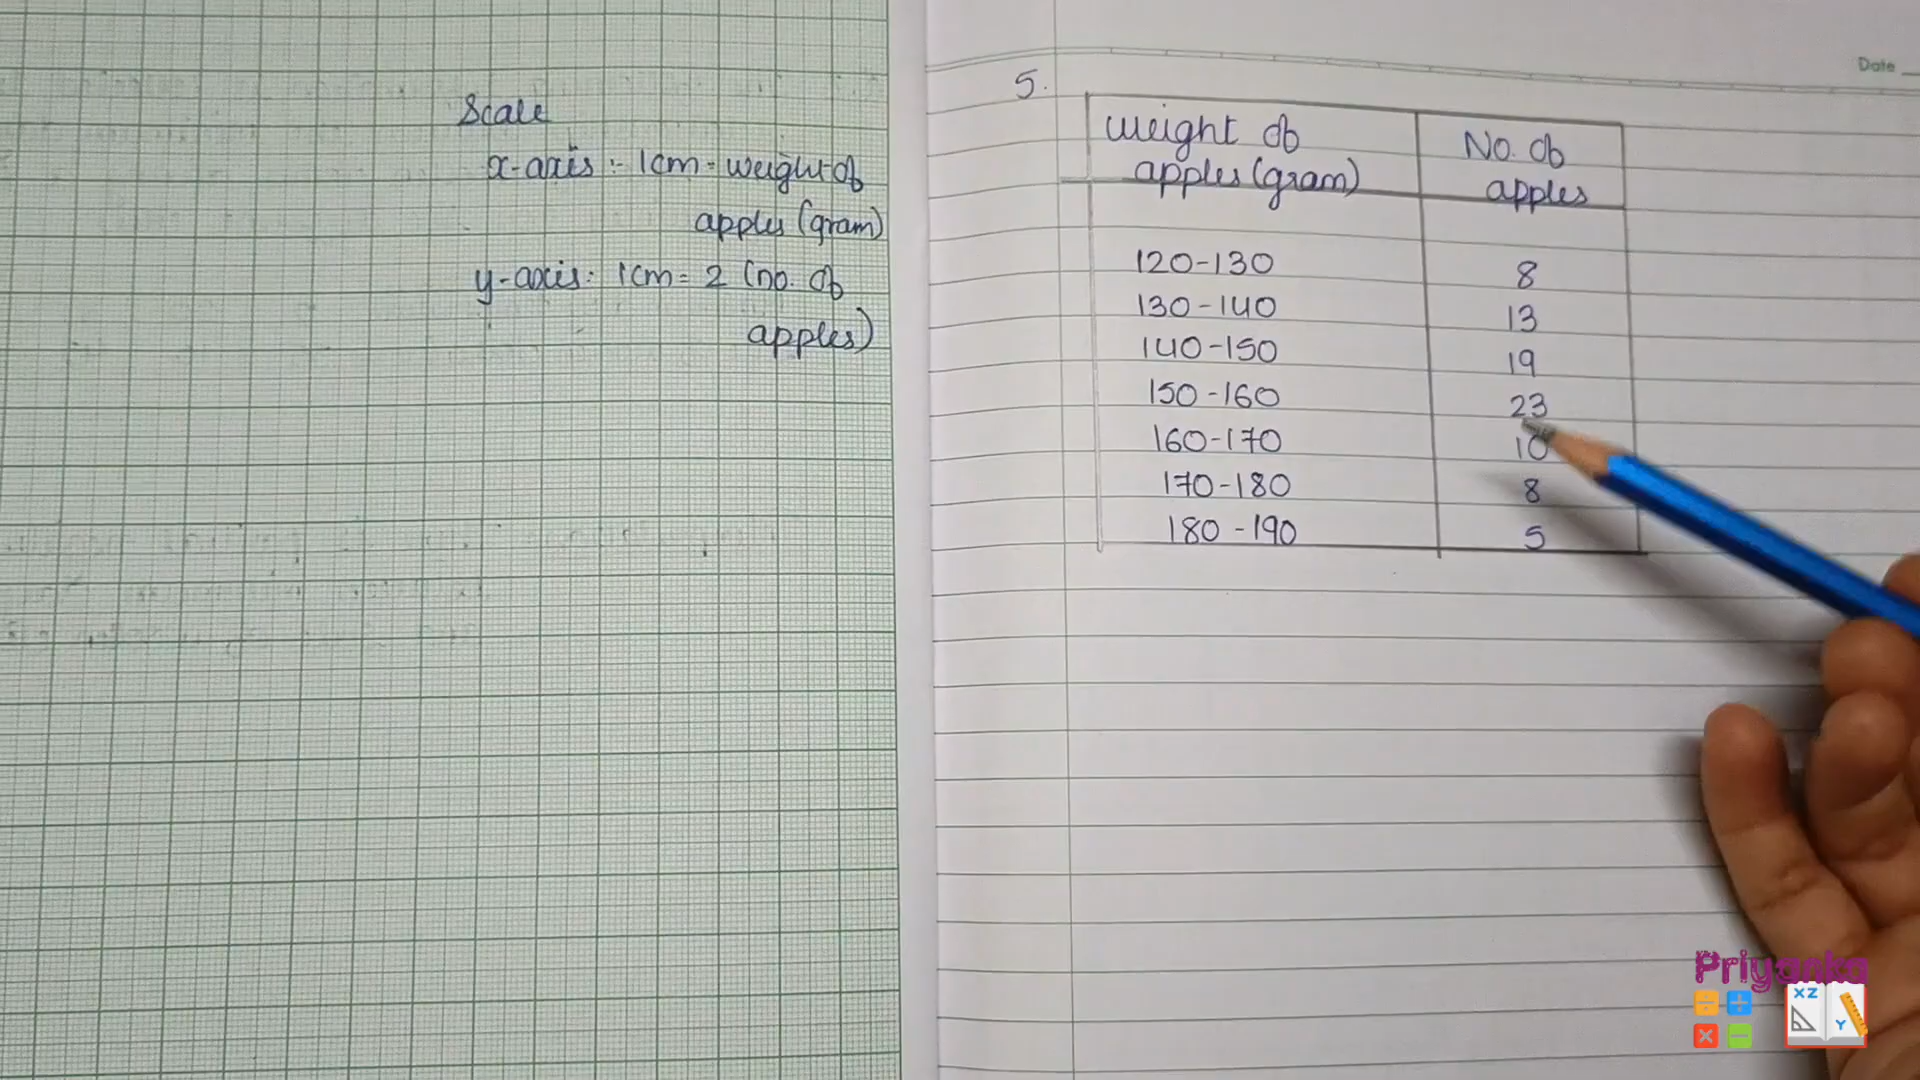 Scale
x-axis :- 1cm = weight of
apples (gram)
y-axis: 1cm = 2 (no. of
apples)
Date
5.
weight of
apples (gram)
No. of
apples
120-130 8
130-140 13
140-150 19
150-160 23
160-170 10
170-180 8
180-190 5
Priyanka
XZ
Y